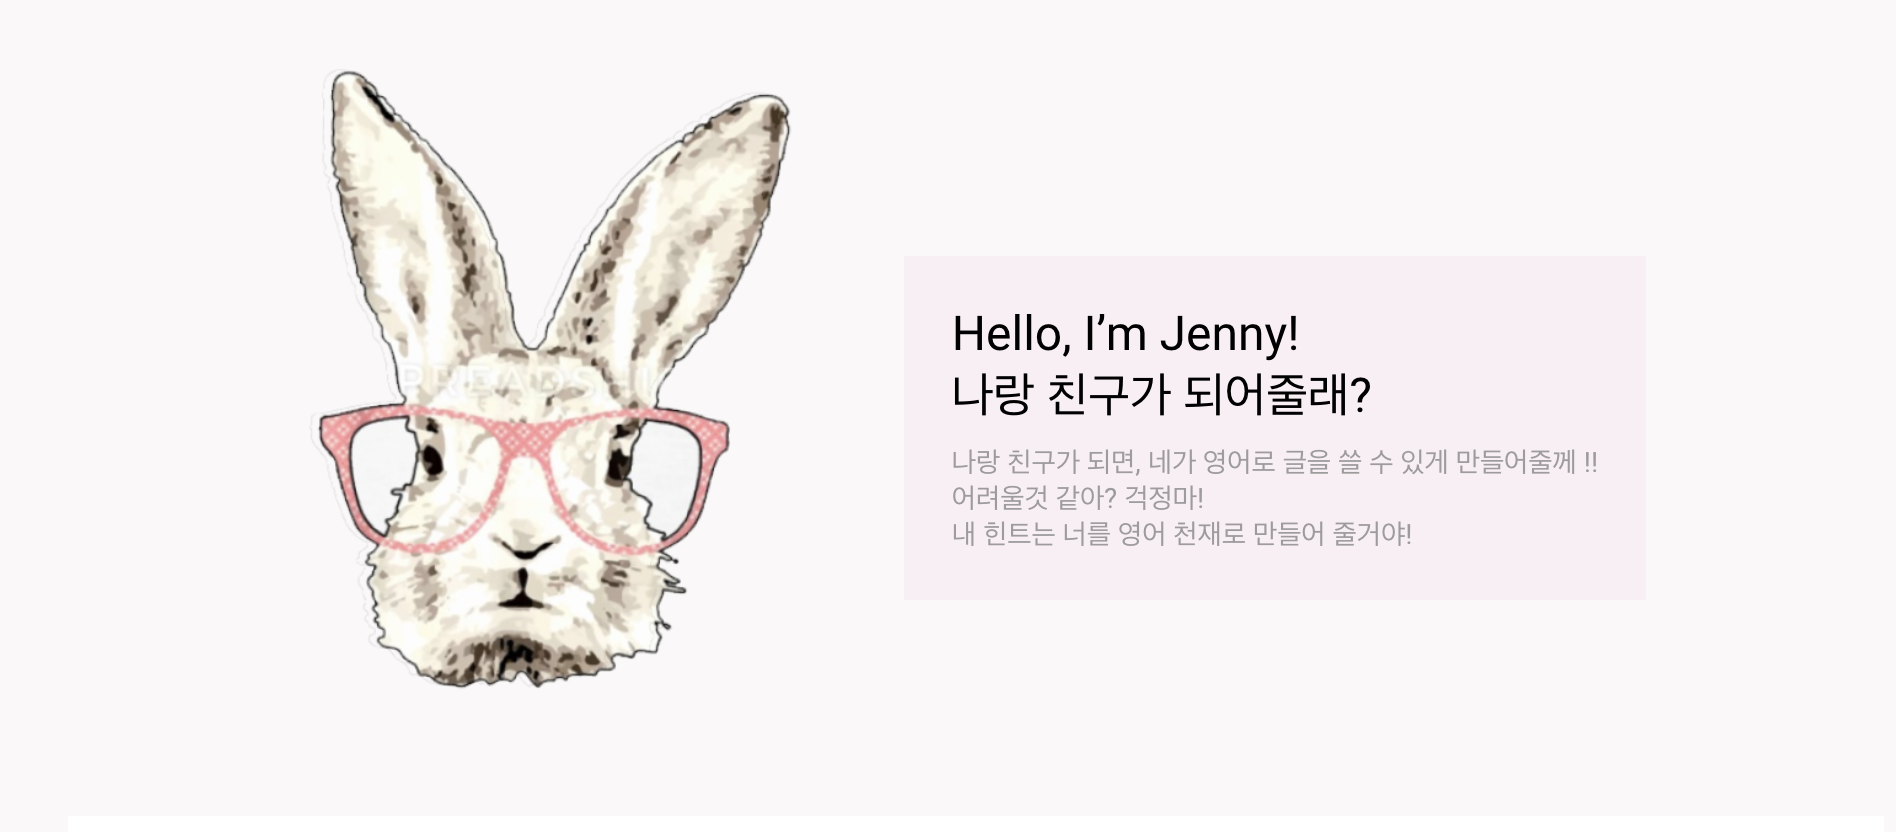 Hello, I’m Jenny!
나랑 친구가 되어줄래?
나랑 친구가 되면, 네가 영어로 글을 쓸 수 있게 만들어줄께 !!
어려울것 같아? 걱정마!
내 힌트는 너를 영어 천재로 만들어 줄거야!